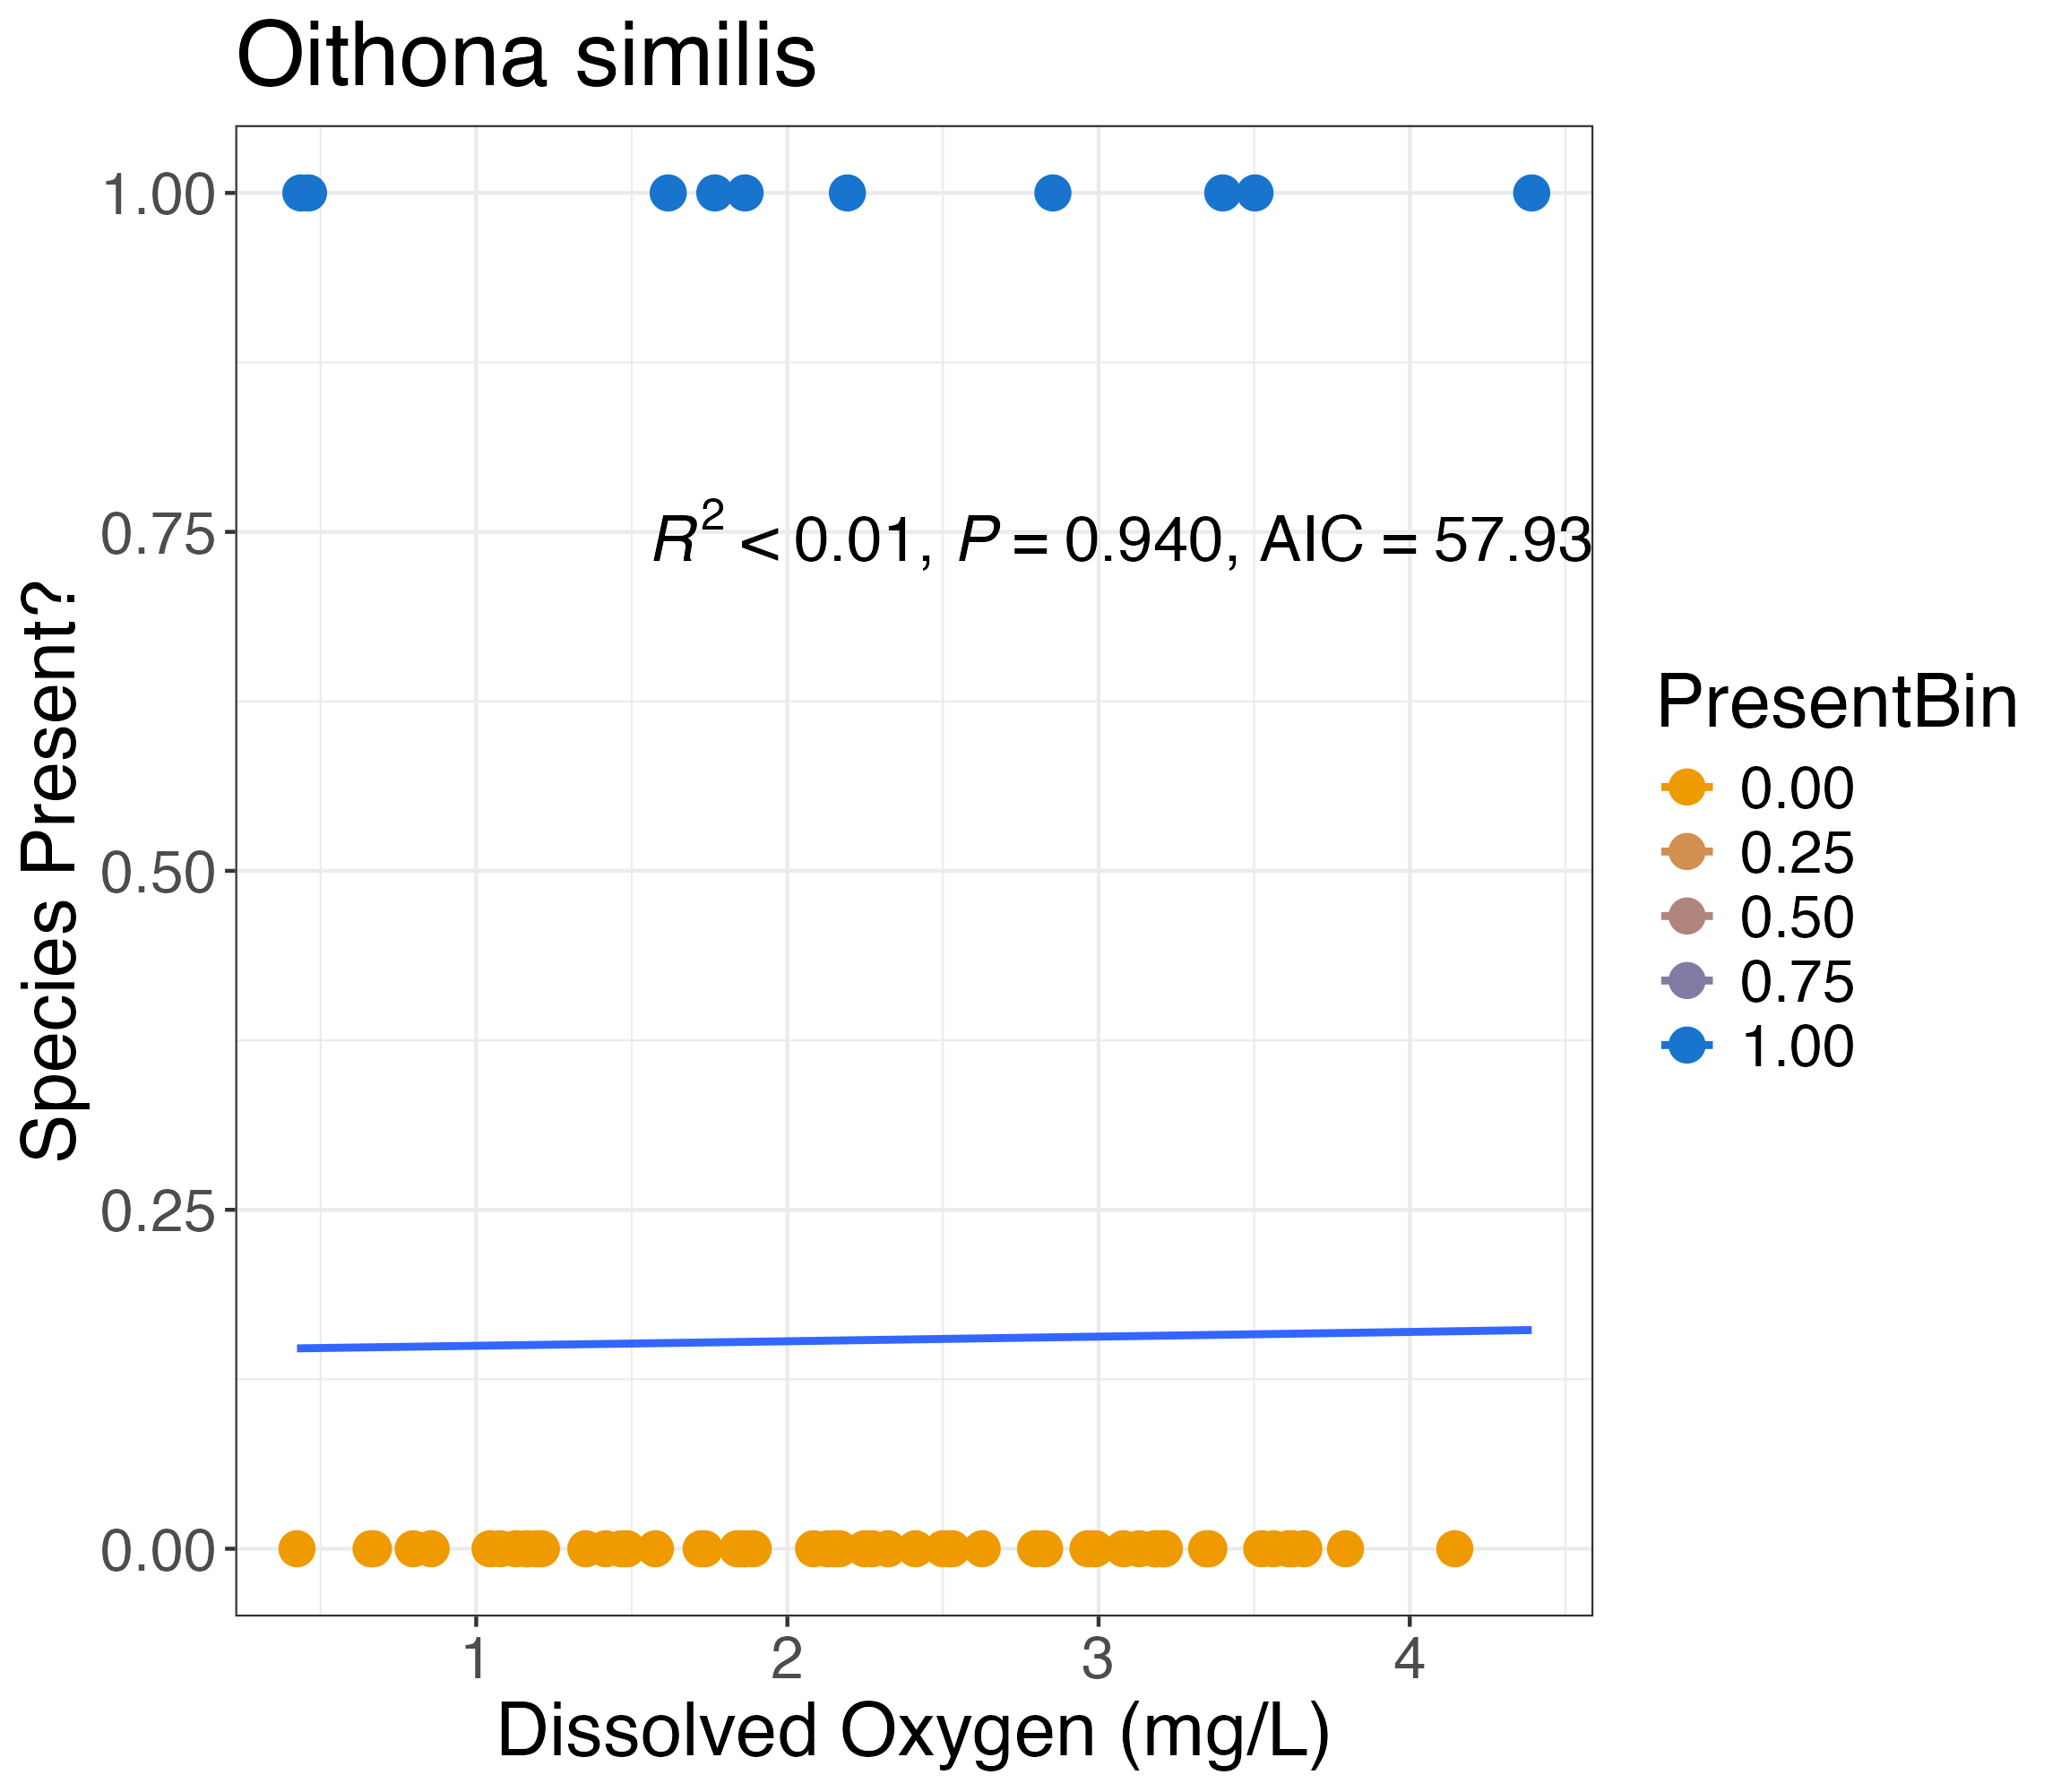 Oithona similis
1.00
0.75
0.50
0.25
0.00
Species Present?
R² < 0.01, P = 0.940, AIC = 57.93
1 2 3 4
Dissolved Oxygen (mg/L)
PresentBin
0.00
0.25
0.50
0.75
1.00